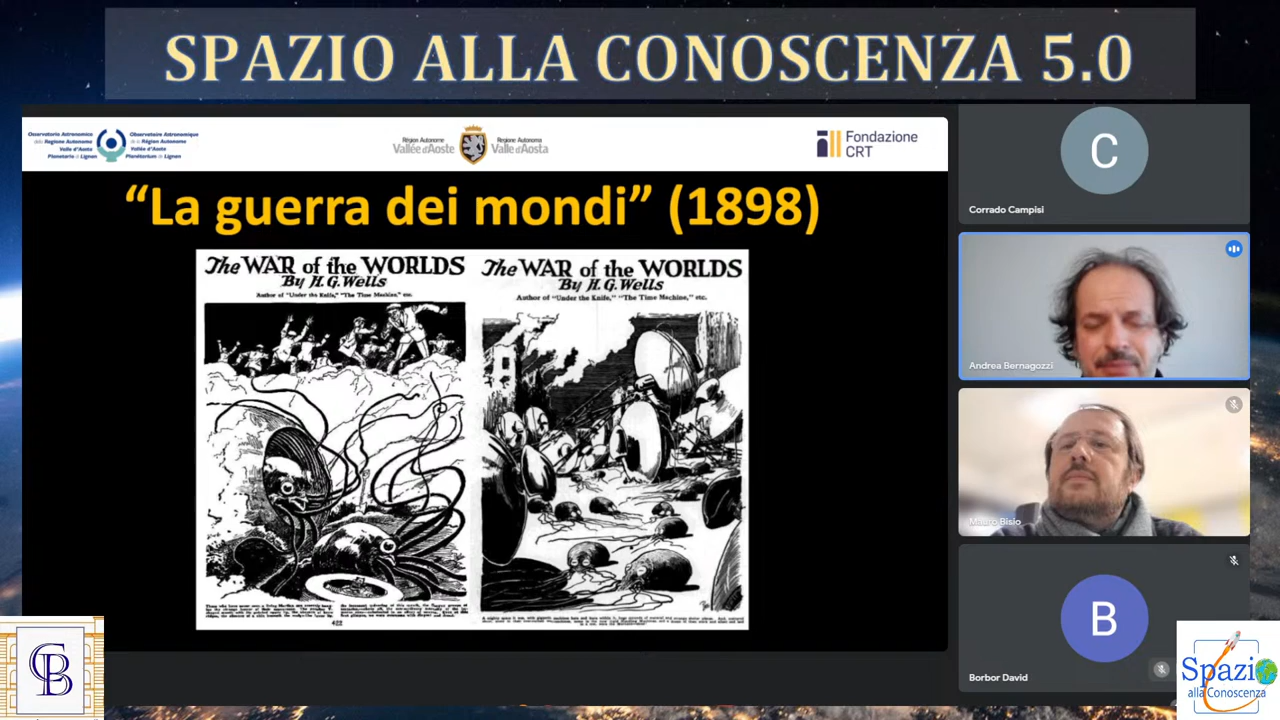 SPAZIO ALLA CONOSCENZA 5.0
Osservatorio Astronomico
della Regione Autonoma
Valle d'Aosta
Planetario di Lignan
Observatoire Astronomique
de la Région Autonome
Vallée d'Aoste
Planétarium de Lignan
Région Autonome
Vallée d'Aoste
Regione Autonoma
Valle d'Aosta
Fondazione
CRT
“La guerra dei mondi” (1898)
The WAR of the WORLDS
By H. G. Wells
Author of "Under the Knife," "The Time Machine," etc.
422
The WAR of the WORLDS
By H. G. Wells
Author of "Under the Knife," "The Time Machine," etc.
C
Corrado Campisi
Andrea Bernagozzi
Mauro Bisio
B
Borbor David
CB
Spazio
alla Conoscenza